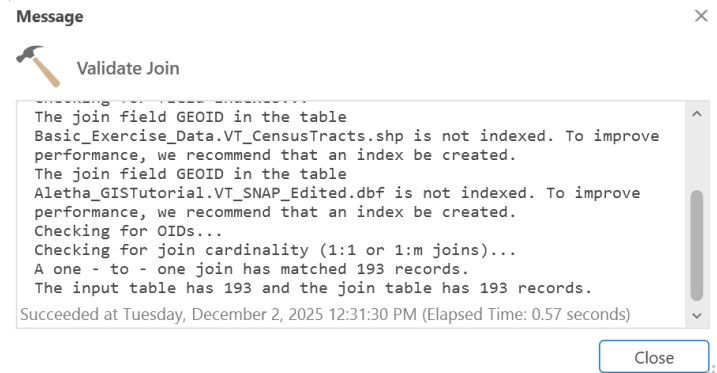 Message
Validate Join
Checking for field indexes...
The join field GEOID in the table
Basic_Exercise_Data.VT_CensusTracts.shp is not indexed. To improve
performance, we recommend that an index be created.
The join field GEOID in the table
Aletha_GISTutorial.VT_SNAP_Edited.dbf is not indexed. To improve
performance, we recommend that an index be created.
Checking for OIDs...
Checking for join cardinality (1:1 or 1:m joins)...
A one - to - one join has matched 193 records.
The input table has 193 and the join table has 193 records.
Succeeded at Tuesday, December 2, 2025 12:31:30 PM (Elapsed Time: 0.57 seconds)
Close